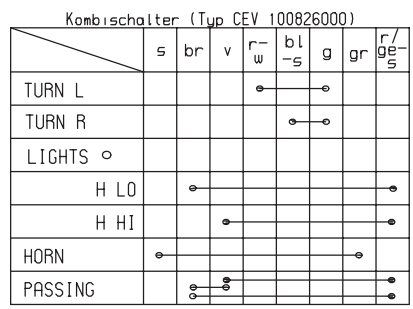 Kombischalter (Typ CEV 100826000)
s br v r-w bl-s g gr r/ge-s
TURN L
TURN R
LIGHTS
H LO
H HI
HORN
PASSING